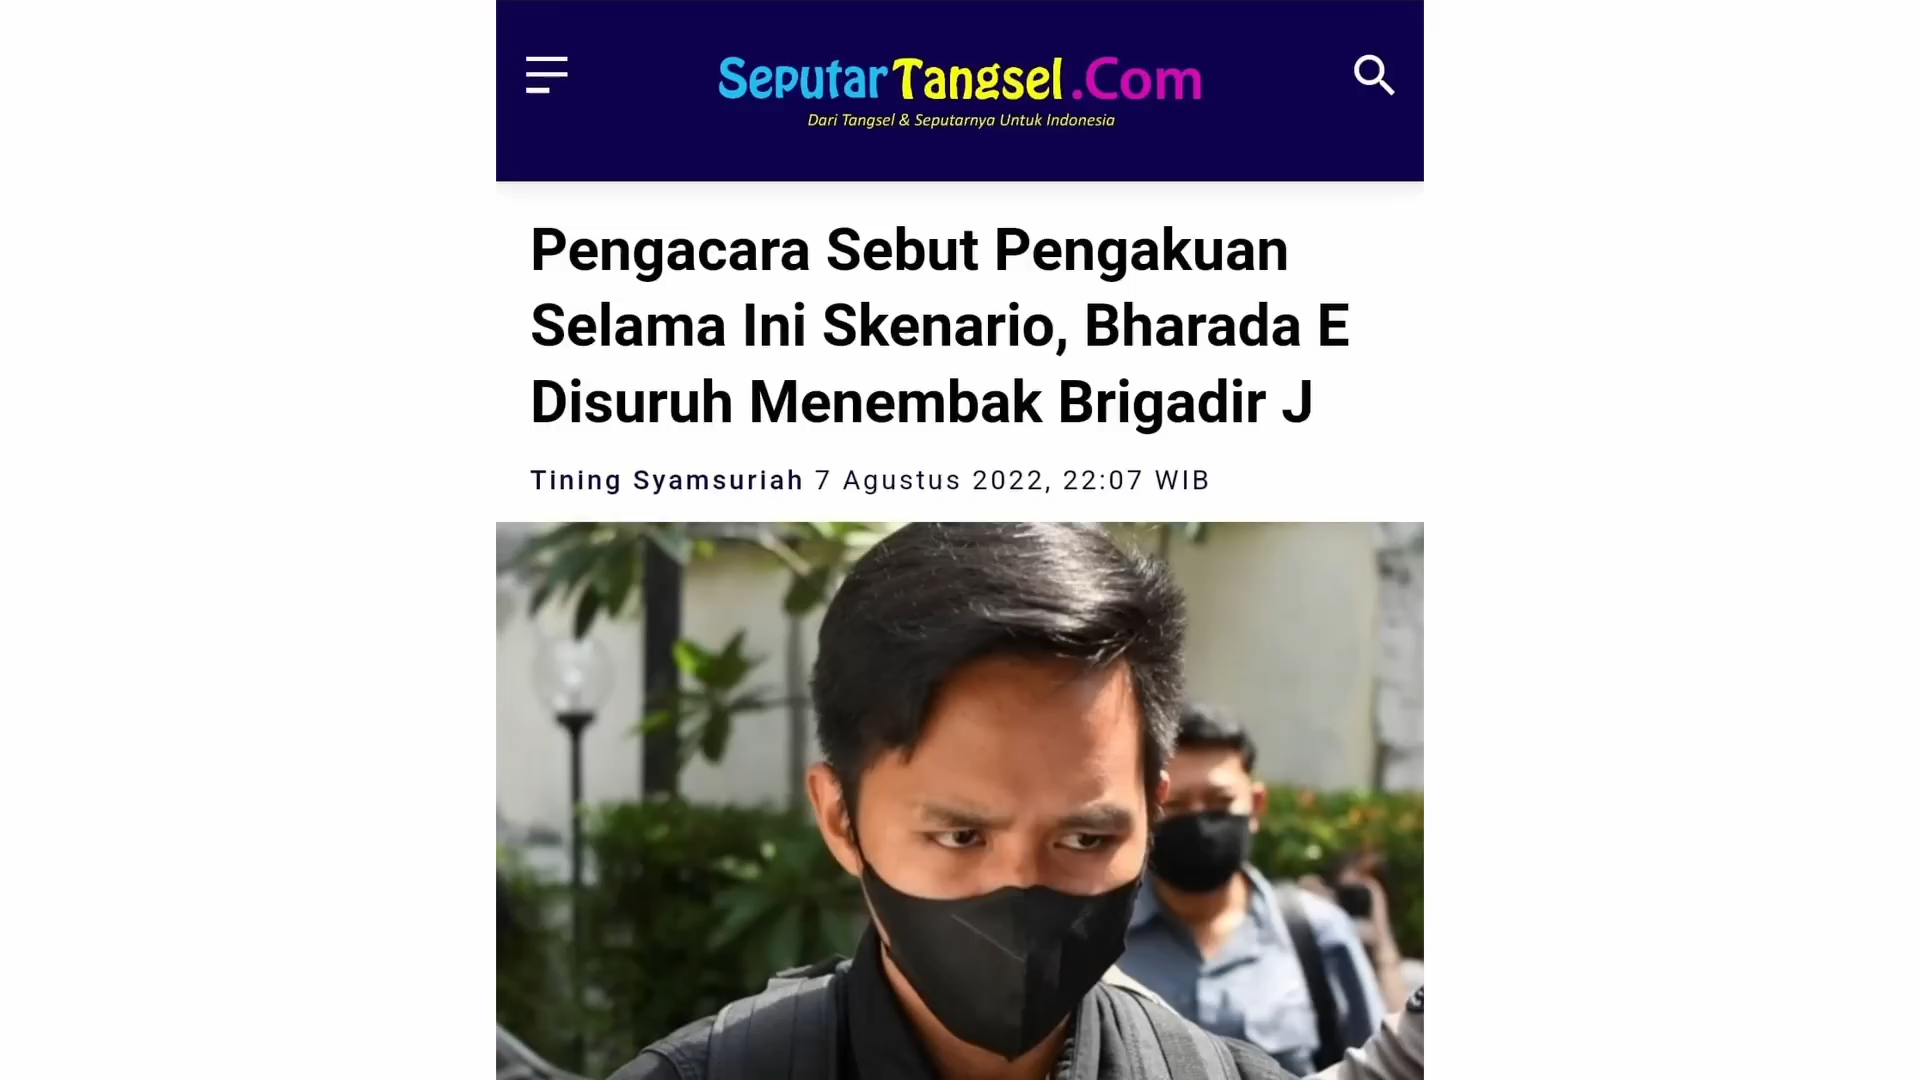 SeputarTangsel.Com
Dari Tangsel & Seputarnya Untuk Indonesia
Pengacara Sebut Pengakuan
Selama Ini Skenario, Bharada E
Disuruh Menembak Brigadir J
Tining Syamsuriah 7 Agustus 2022, 22:07 WIB